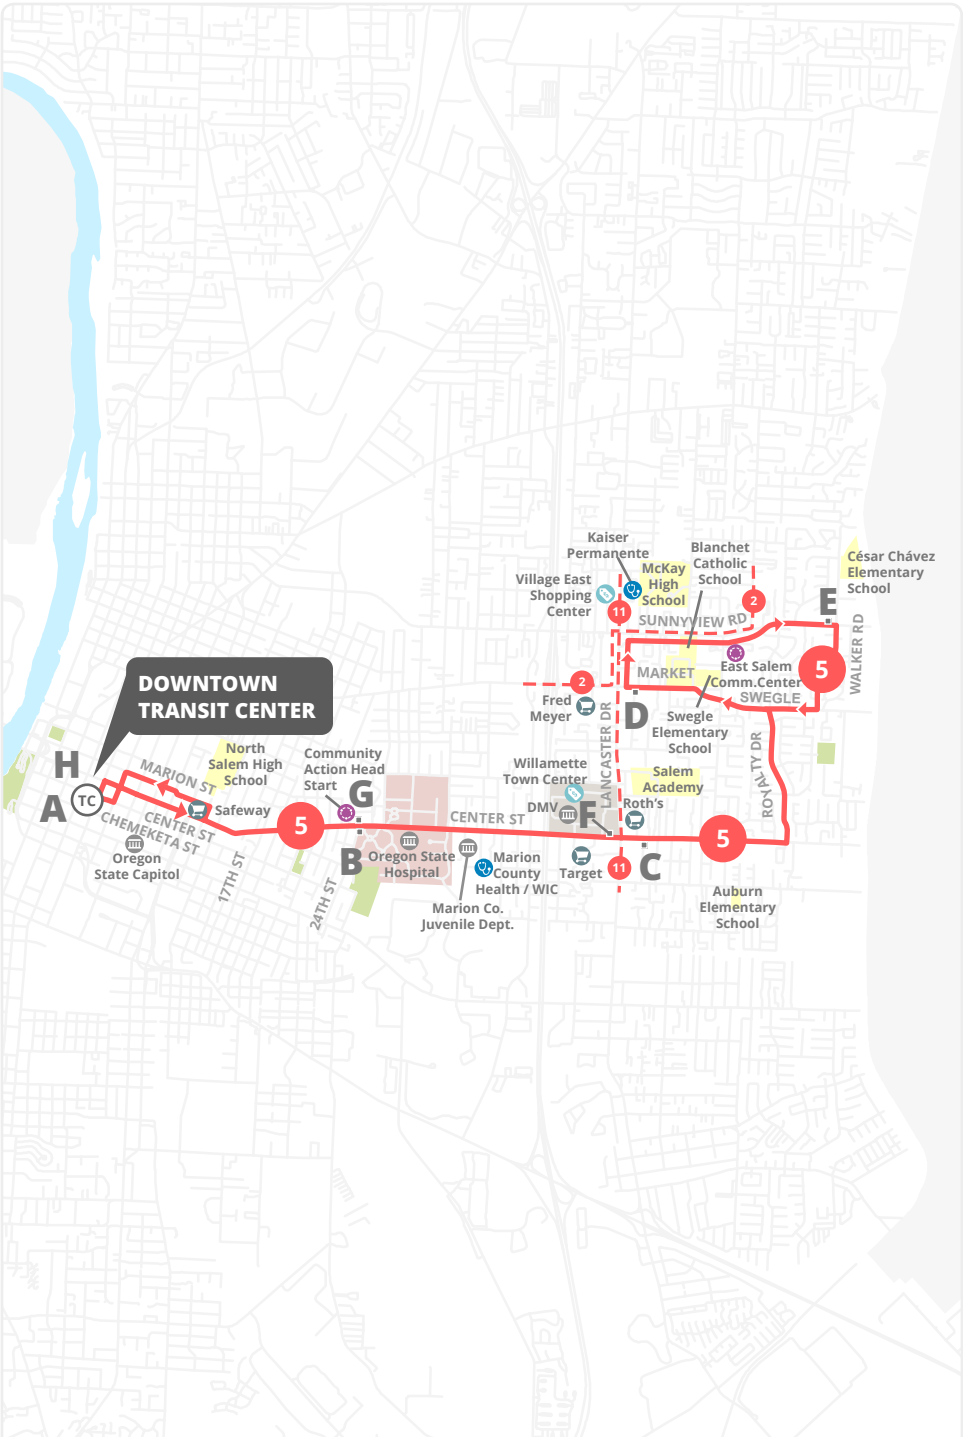 Kaiser
Permanente
Blanchet
Catholic
School
César Chávez
Elementary
School
McKay
High
School
Village East
Shopping
Center
2
11
E
SUNNYVIEW RD
WALKER RD
DOWNTOWN
TRANSIT CENTER
2
MARKET
East Salem
Comm.Center
5
SWEGLE
Fred
Meyer
D
LANCASTER DR
Swegle
Elementary
School
ROYALTY DR
H
A
TC
MARION ST
North
Salem High
School
Community
Action Head
Start
G
Willamette
Town Center
Salem
Academy
DMV
F
Roth's
Safeway
CENTER ST
CHEMEKETA ST
5
CENTER ST
5
Oregon
State Capitol
17TH ST
24TH ST
B
Oregon State
Hospital
Marion
County
Health / WIC
Target
11
C
Marion Co.
Juvenile Dept.
Auburn
Elementary
School